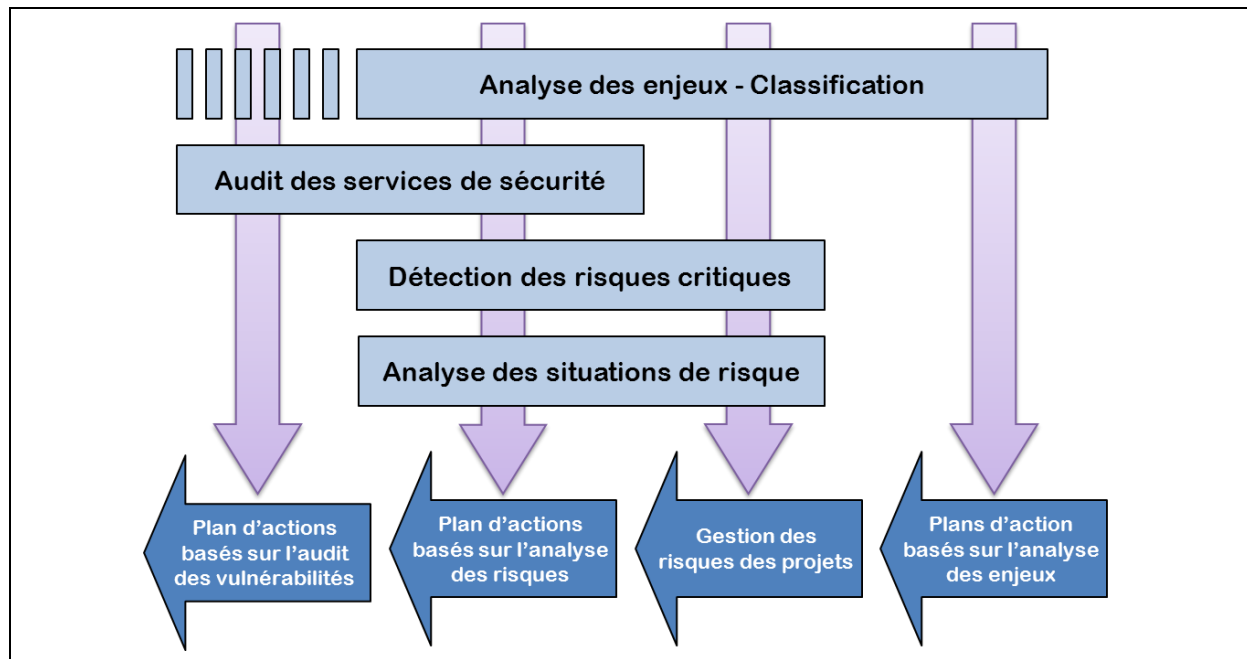 Analyse des enjeux - Classification
Audit des services de sécurité
Détection des risques critiques
Analyse des situations de risque
Plan d'actions
basés sur l'audit
des vulnérabilités
Plan d'actions
basés sur l'analyse
des risques
Gestion des
risques des projets
Plans d'action
basés sur l'analyse
des enjeux